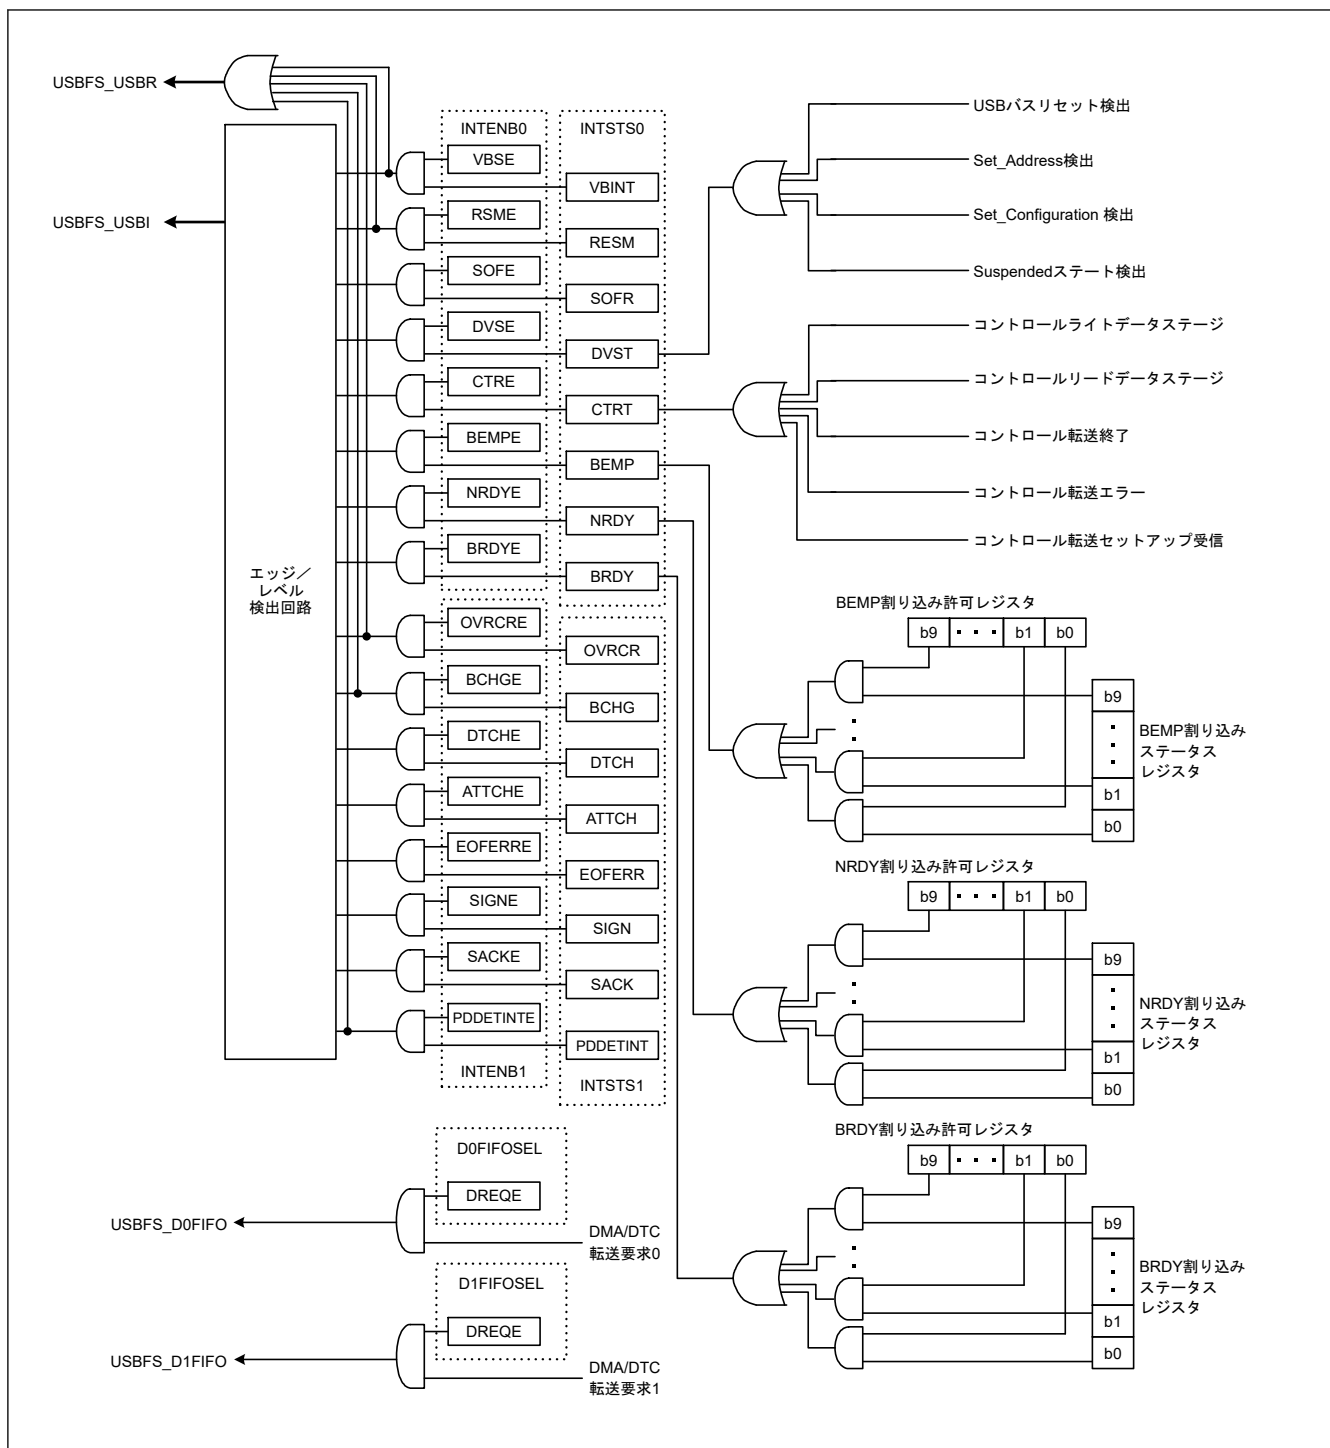 USBFS_USBR
USBFS_USBI
エッジ／
レベル
検出回路
INTENB0
VBSE
RSME
SOFE
DVSE
CTRE
BEMPE
NRDYE
BRDYE
OVRCRE
BCHGE
DTCHE
ATTCHE
EOFERRE
SIGNE
SACKE
PDDETINTE
INTENB1
INTSTS0
VBINT
RESM
SOFR
DVST
CTRT
BEMP
NRDY
BRDY
OVRCR
BCHG
DTCH
ATTCH
EOFERR
SIGN
SACK
PDDETINT
INTSTS1
USBバスリセット検出
Set_Address検出
Set_Configuration 検出
Suspendedステート検出
コントロールライトデータステージ
コントロールリードデータステージ
コントロール転送終了
コントロール転送エラー
コントロール転送セットアップ受信
BEMP割り込み許可レジスタ
b9 ･･･ b1 b0
b9
･
･
･
b1
b0
BEMP割り込み
ステータス
レジスタ
NRDY割り込み許可レジスタ
b9 ･･･ b1 b0
b9
･
･
･
b1
b0
NRDY割り込み
ステータス
レジスタ
BRDY割り込み許可レジスタ
b9 ･･･ b1 b0
b9
･
･
･
b1
b0
BRDY割り込み
ステータス
レジスタ
D0FIFOSEL
DREQE
USBFS_D0FIFO
DMA/DTC
転送要求0
D1FIFOSEL
DREQE
USBFS_D1FIFO
DMA/DTC
転送要求1